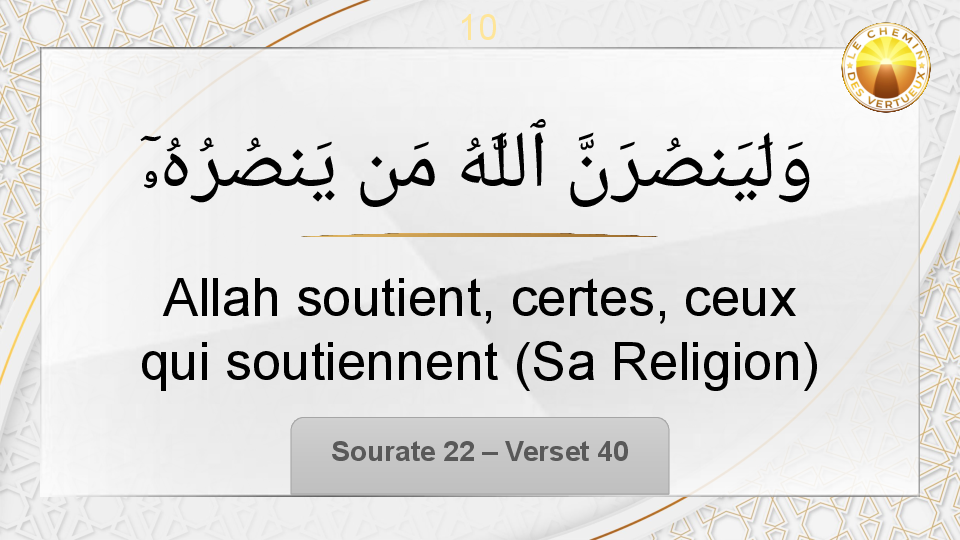 10
LE CHEMIN
DES VERTUEUX
وَلَيَنصُرَنَّ ٱللَّهُ مَن يَنصُرُهُۥٓ
Allah soutient, certes, ceux
qui soutiennent (Sa Religion)
Sourate 22 – Verset 40